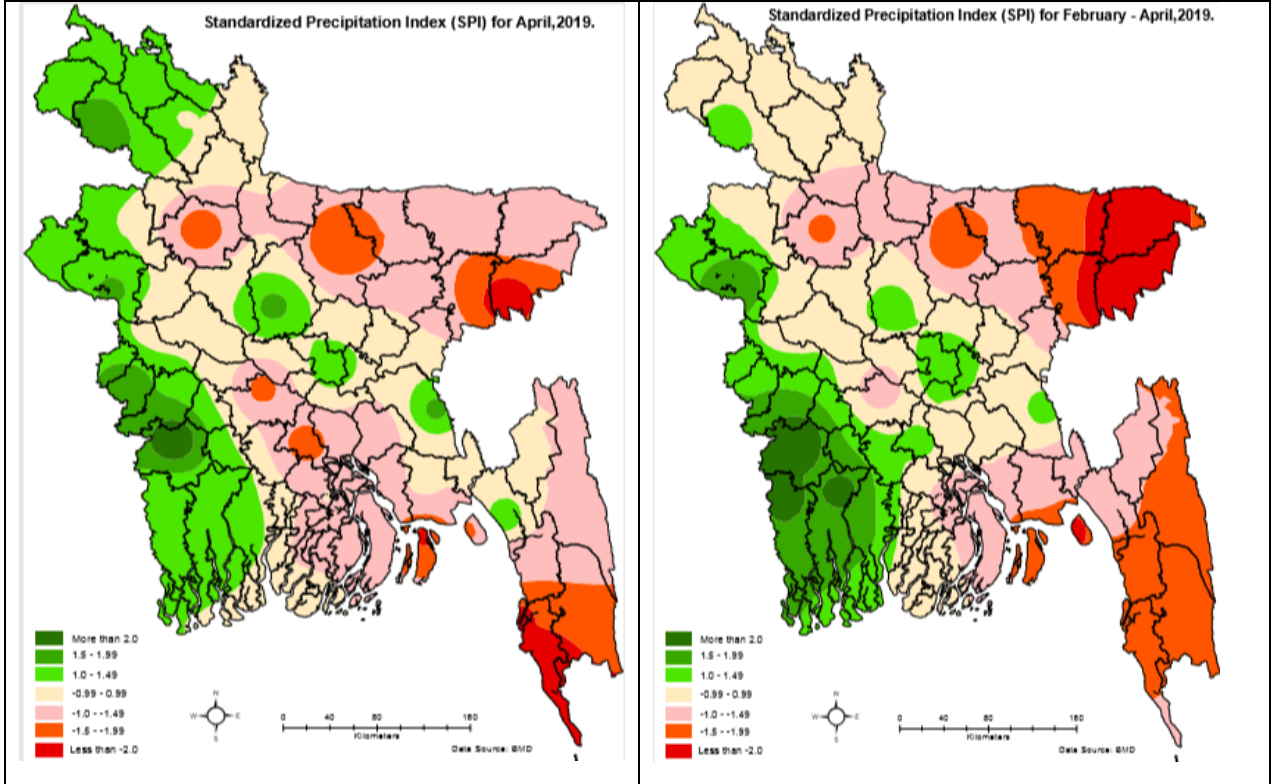 Standardized Precipitation Index (SPI) for April,2019.
More than 2.0
1.5 - 1.99
1.0 - 1.49
-0.99 - 0.99
-1.0 - -1.49
-1.5 - -1.99
Less than -2.0
N
W
E
S
0 40 80 160
Kilometers
Data Source: BMD
Standardized Precipitation Index (SPI) for February - April,2019.
More than 2.0
1.5 - 1.99
1.0 - 1.49
-0.99 - 0.99
-1.0 - -1.49
-1.5 - -1.99
Less than -2.0
N
W
E
S
0 40 80 160
Kilometers
Data Source: BMD